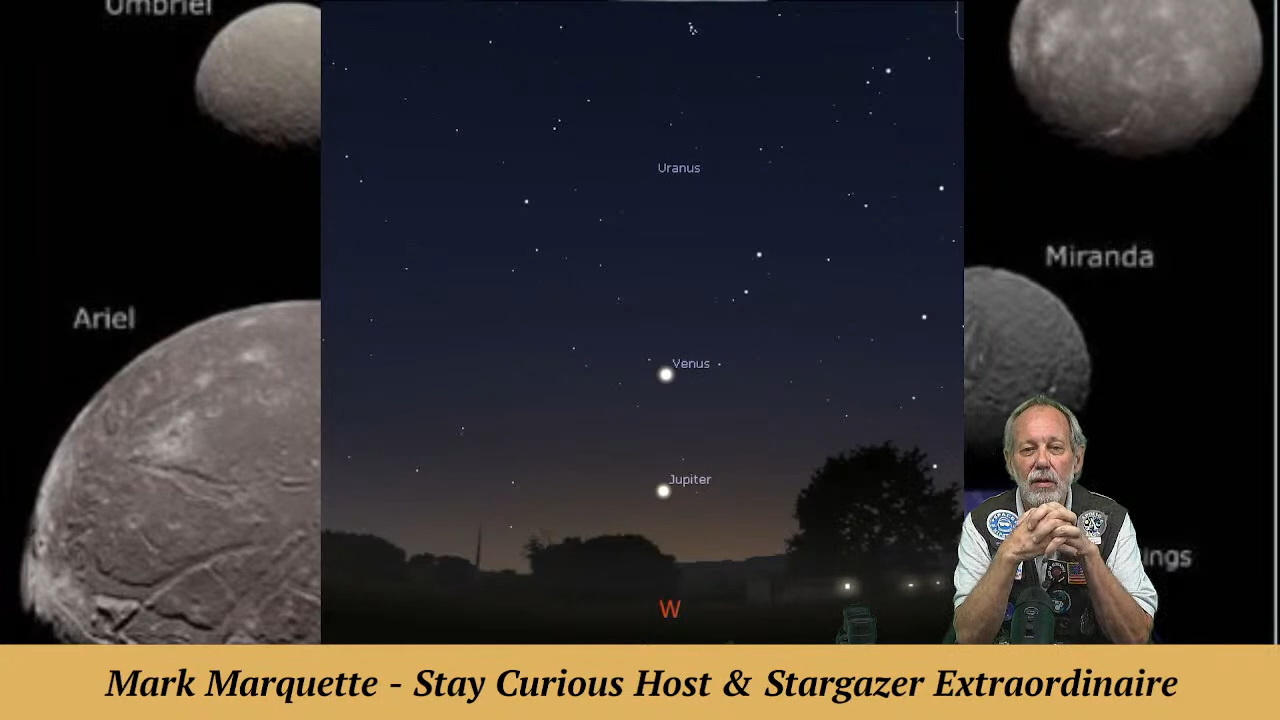 Umbriel
Uranus
Miranda
Ariel
Venus
Jupiter
ings
W
Mark Marquette - Stay Curious Host & Stargazer Extraordinaire